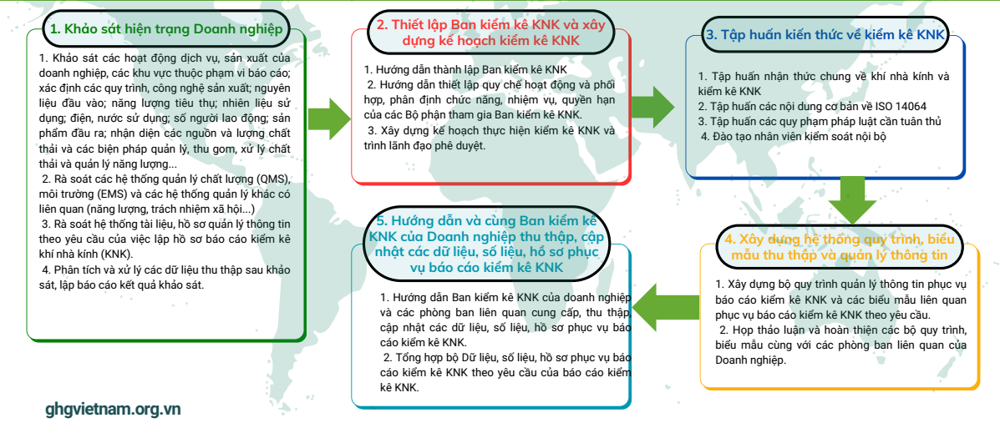 1. Khảo sát hiện trạng Doanh nghiệp
1. Khảo sát các hoạt động dịch vụ, sản xuất của
doanh nghiệp, các khu vực thuộc phạm vi báo cáo;
xác định các quy trình, công nghệ sản xuất; nguyên
liệu đầu vào; năng lượng tiêu thụ; nhiên liệu sử
dụng; điện, nước sử dụng; số người lao động; sản
phẩm đầu ra; nhận diện các nguồn và lượng chất
thải và các biện pháp quản lý, thu gom, xử lý chất
thải và quản lý năng lượng...
2. Rà soát các hệ thống quản lý chất lượng (QMS),
môi trường (EMS) và các hệ thống quản lý khác có
liên quan (năng lượng, trách nhiệm xã hội...)
3. Rà soát hệ thống tài liệu, hồ sơ quản lý thông tin
theo yêu cầu của việc lập hồ sơ báo cáo kiểm kê
khí nhà kính (KNK).
4. Phân tích và xử lý các dữ liệu thu thập sau khảo
sát, lập báo cáo kết quả khảo sát.
2. Thiết lập Ban kiểm kê KNK và xây
dựng kế hoạch kiểm kê KNK
1. Hướng dẫn thành lập Ban kiểm kê KNK
2. Hướng dẫn thiết lập quy chế hoạt động và phối
hợp, phân định chức năng, nhiệm vụ, quyền hạn
của các Bộ phận tham gia Ban kiểm kê KNK.
3. Xây dựng kế hoạch thực hiện kiểm kê KNK và
trình lãnh đạo phê duyệt.
3. Tập huấn kiến thức về kiểm kê KNK
1. Tập huấn nhận thức chung về khí nhà kính và
kiểm kê KNK
2. Tập huấn các nội dung cơ bản về ISO 14064
3. Tập huấn các quy phạm pháp luật cần tuân thủ
4. Đào tạo nhân viên kiểm soát nội bộ
4. Xây dựng hệ thống quy trình, biểu
mẫu thu thập và quản lý thông tin
1. Xây dựng bộ quy trình quản lý thông tin phục vụ
báo cáo kiểm kê KNK và các biểu mẫu liên quan
phục vụ báo cáo kiểm kê KNK theo yêu cầu.
2. Họp thảo luận và hoàn thiện các bộ quy trình,
biểu mẫu cùng với các phòng ban liên quan của
Doanh nghiệp.
5. Hướng dẫn và cùng Ban kiểm kê
KNK của Doanh nghiệp thu thập, cập
nhật các dữ liệu, số liệu, hồ sơ phục
vụ báo cáo kiểm kê KNK
1. Hướng dẫn Ban kiểm kê KNK của doanh nghiệp
và các phòng ban liên quan cung cấp, thu thập,
cập nhật các dữ liệu, số liệu, hồ sơ phục vụ báo
cáo kiểm kê KNK.
2. Tổng hợp bộ Dữ liệu, số liệu, hồ sơ phục vụ báo
cáo kiểm kê KNK theo yêu cầu của báo cáo kiểm
kê KNK.
ghgvietnam.org.vn